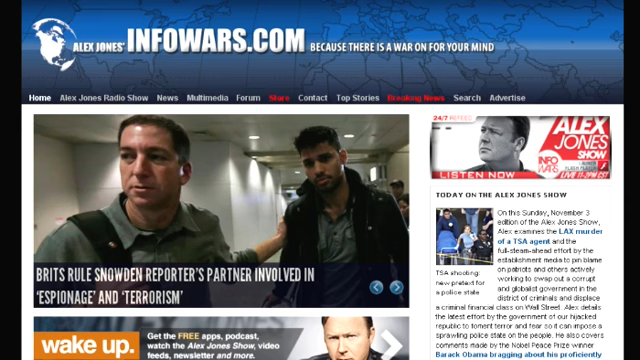 ALEX JONES' INFOWARS.COM BECAUSE THERE IS A WAR ON FOR YOUR MIND
Home Alex Jones Radio Show News Multimedia Forum Store Contact Top Stories Breaking News Search Advertise
24/7
ALEX
JONES
SHOW
INFO
WARS
LISTEN NOW
LIVE 11-2PM CST
BRITS RULE SNOWDEN REPORTER'S PARTNER INVOLVED IN
'ESPIONAGE' AND 'TERRORISM'
TODAY ON THE ALEX JONES SHOW
On this Sunday, November 3
edition of the Alex Jones Show,
Alex examines the LAX murder
of a TSA agent and the
full-steam-ahead effort by the
establishment media to pin blame
on patriots and others actively
working to swap out a corrupt
and globalist government in the
district of criminals and displace
a criminal financial class on Wall Street. Alex details
the latest effort by the government of our hijacked
republic to foment terror and fear so it can impose a
sprawling police state on the people. He also covers
comments made by the Nobel Peace Prize winner
Barack Obama bragging about his proficiently
TSA shooting:
new pretext for
a police state
wake up.
Get the FREE apps, podcast,
watch the Alex Jones Show, video
feeds, newsletter and more.